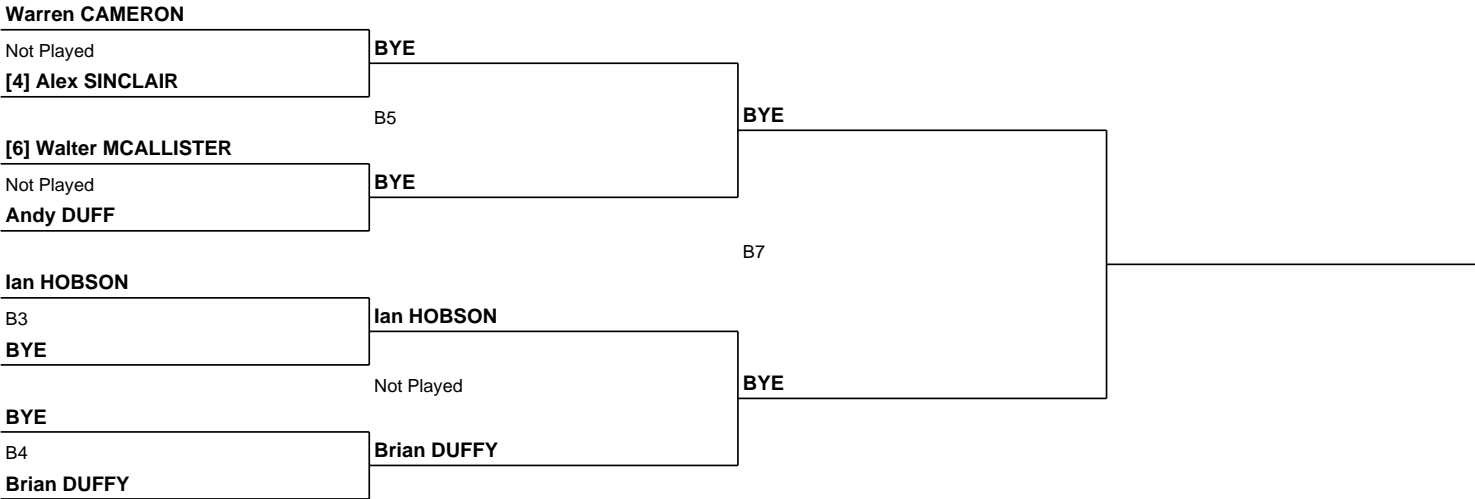 Warren CAMERON
Not Played
[4] Alex SINCLAIR
BYE
B5
[6] Walter MCALLISTER
Not Played
Andy DUFF
BYE
BYE
B7
Ian HOBSON
B3
BYE
Ian HOBSON
Not Played
BYE
B4
Brian DUFFY
Brian DUFFY
BYE